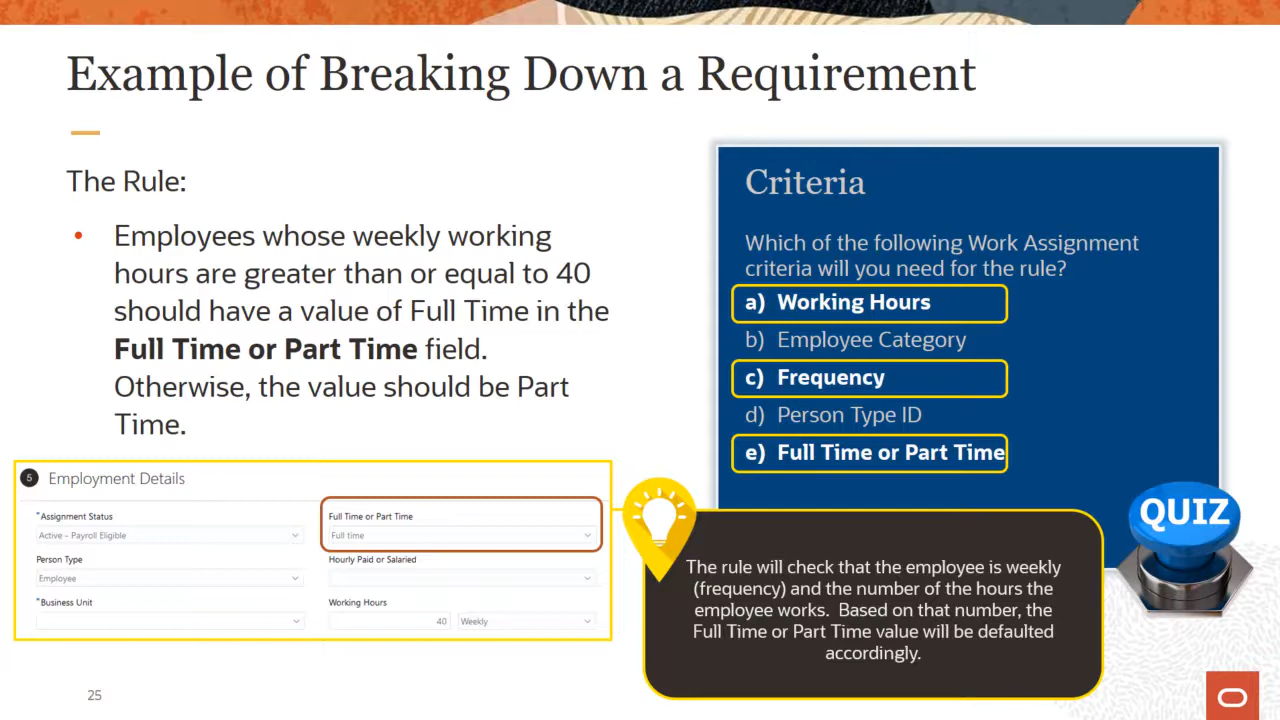 Example of Breaking Down a Requirement
The Rule:
• Employees whose weekly working
hours are greater than or equal to 40
should have a value of Full Time in the
Full Time or Part Time field.
Otherwise, the value should be Part
Time.
Criteria
Which of the following Work Assignment
criteria will you need for the rule?
a) Working Hours
b) Employee Category
c) Frequency
d) Person Type ID
e) Full Time or Part Time
5 Employment Details
*Assignment Status
Active - Payroll Eligible
Full Time or Part Time
Full time
Person Type
Employee
Hourly Paid or Salaried
*Business Unit
Working Hours
40 Weekly
QUIZ
The rule will check that the employee is weekly
(frequency) and the number of the hours the
employee works. Based on that number, the
Full Time or Part Time value will be defaulted
accordingly.
25